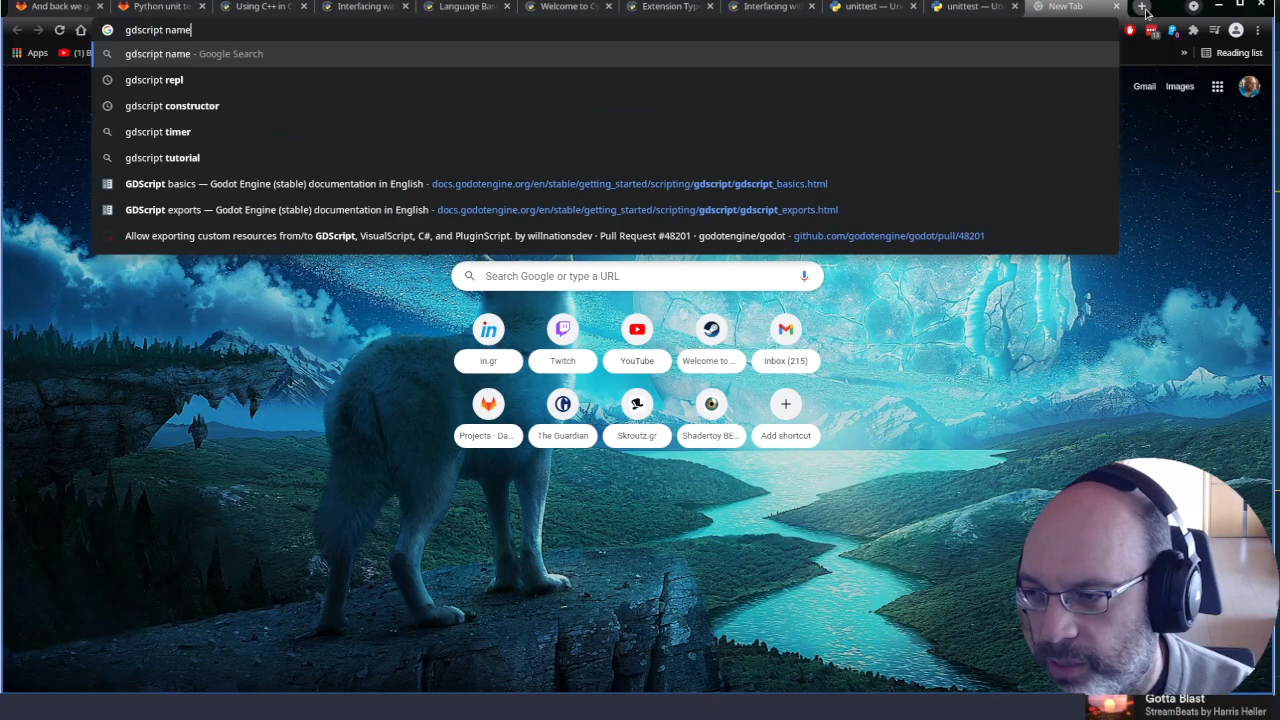 And back we g
Python unit te
Using C++ in C
Interfacing wi
Language Bas
Welcome to Cy
Extension Typ
Interfacing wi
unittest — Un
unittest — Un
New Tab
gdscript name
Apps
(1) B
»
Reading list
gdscript name - Google Search
gdscript repl
gdscript constructor
gdscript timer
gdscript tutorial
GDScript basics — Godot Engine (stable) documentation in English - docs.godotengine.org/en/stable/getting_started/scripting/gdscript/gdscript_basics.html
GDScript exports — Godot Engine (stable) documentation in English - docs.godotengine.org/en/stable/getting_started/scripting/gdscript/gdscript_exports.html
Allow exporting custom resources from/to GDScript, VisualScript, C#, and PluginScript. by willnationsdev · Pull Request #48201 · godotengine/godot - github.com/godotengine/godot/pull/48201
Gmail Images
Search Google or type a URL
in.gr
Twitch
YouTube
Welcome to ...
Inbox (215)
Projects · Da...
The Guardian
Skroutz.gr
Shadertoy BE...
Add shortcut
Gotta Blast
StreamBeats by Harris Heller